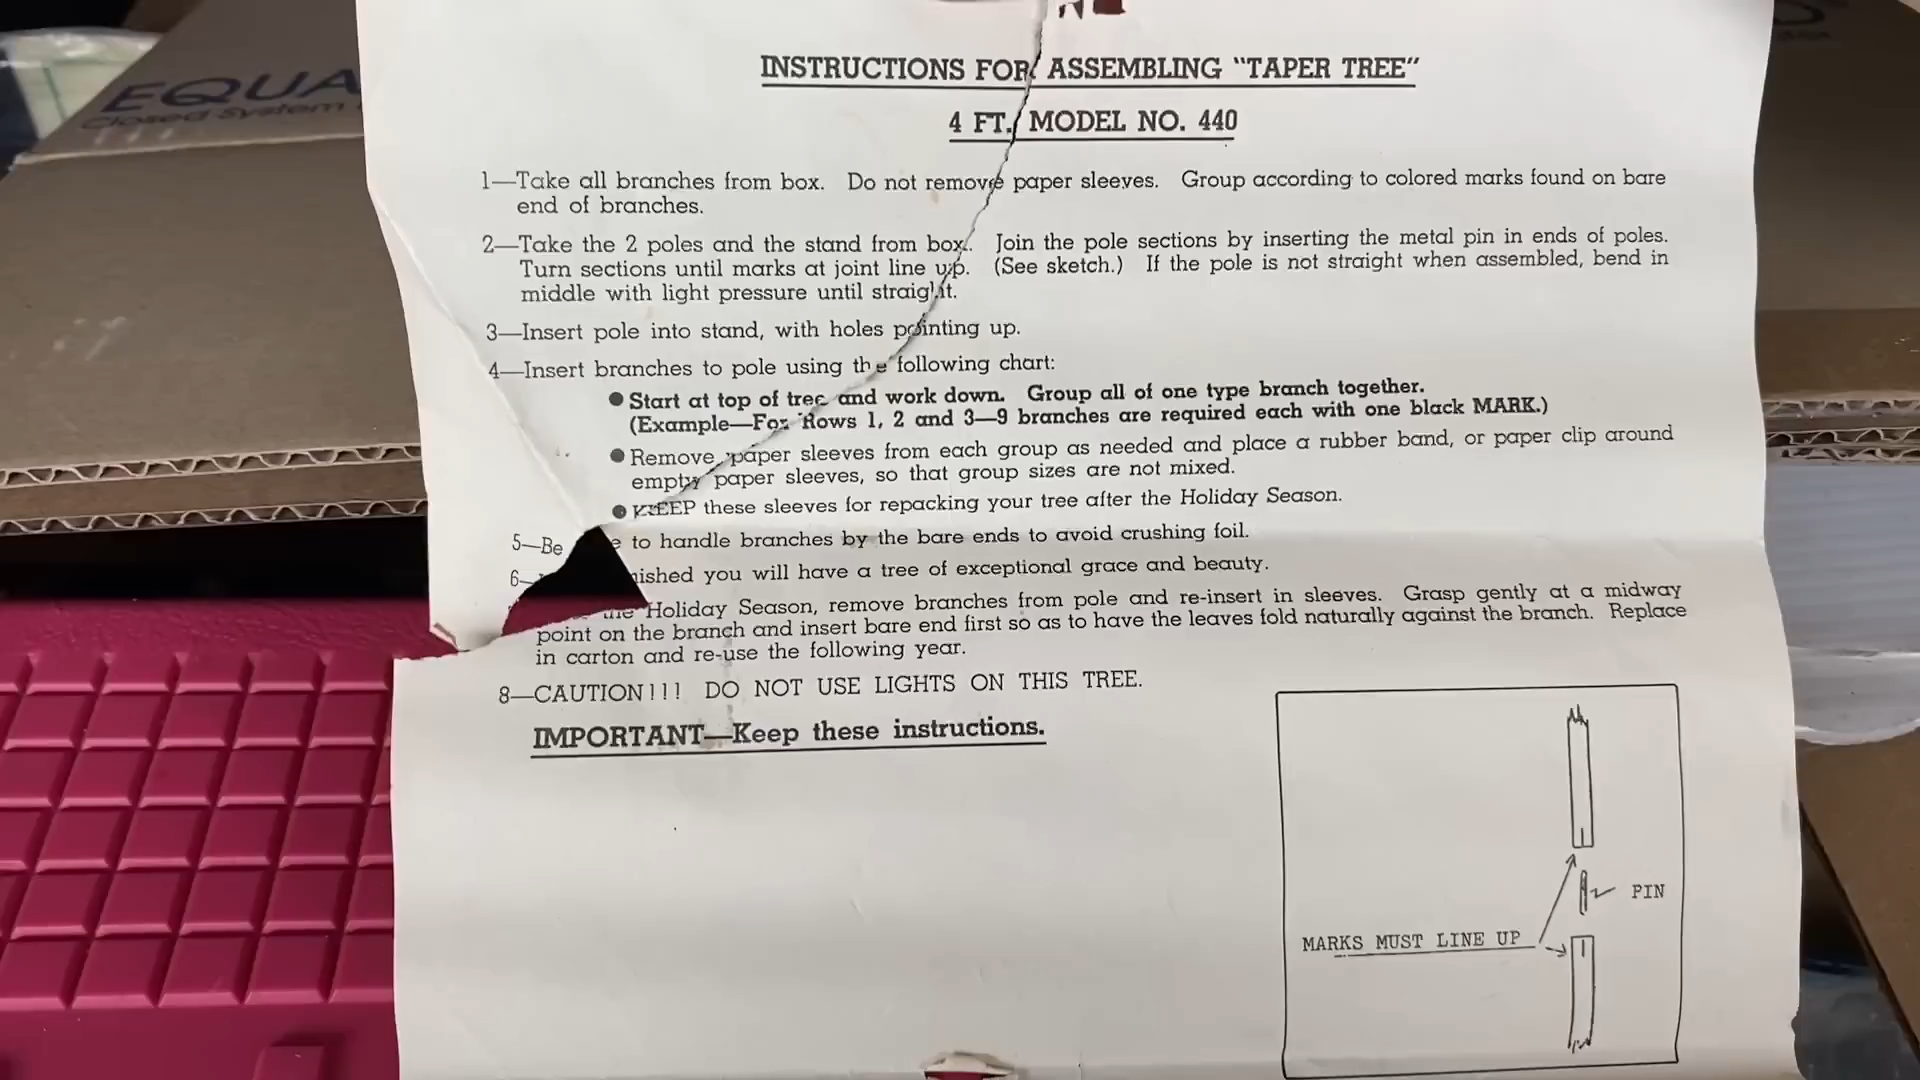 EQUA
Closed System
INSTRUCTIONS FOR ASSEMBLING "TAPER TREE"
4 FT. MODEL NO. 440
1—Take all branches from box. Do not remove paper sleeves. Group according to colored marks found on bare
end of branches.
2—Take the 2 poles and the stand from box. Join the pole sections by inserting the metal pin in ends of poles.
Turn sections until marks at joint line up. (See sketch.) If the pole is not straight when assembled, bend in
middle with light pressure until straight.
3—Insert pole into stand, with holes pointing up.
4—Insert branches to pole using the following chart:
● Start at top of tree and work down. Group all of one type branch together.
(Example—For Rows 1, 2 and 3—9 branches are required each with one black MARK.)
● Remove paper sleeves from each group as needed and place a rubber band, or paper clip around
empty paper sleeves, so that group sizes are not mixed.
● KEEP these sleeves for repacking your tree after the Holiday Season.
5—Be e to handle branches by the bare ends to avoid crushing foil.
6— ished you will have a tree of exceptional grace and beauty.
the Holiday Season, remove branches from pole and re-insert in sleeves. Grasp gently at a midway
point on the branch and insert bare end first so as to have the leaves fold naturally against the branch. Replace
in carton and re-use the following year.
8—CAUTION!!! DO NOT USE LIGHTS ON THIS TREE.
IMPORTANT—Keep these instructions.
PIN
MARKS MUST LINE UP